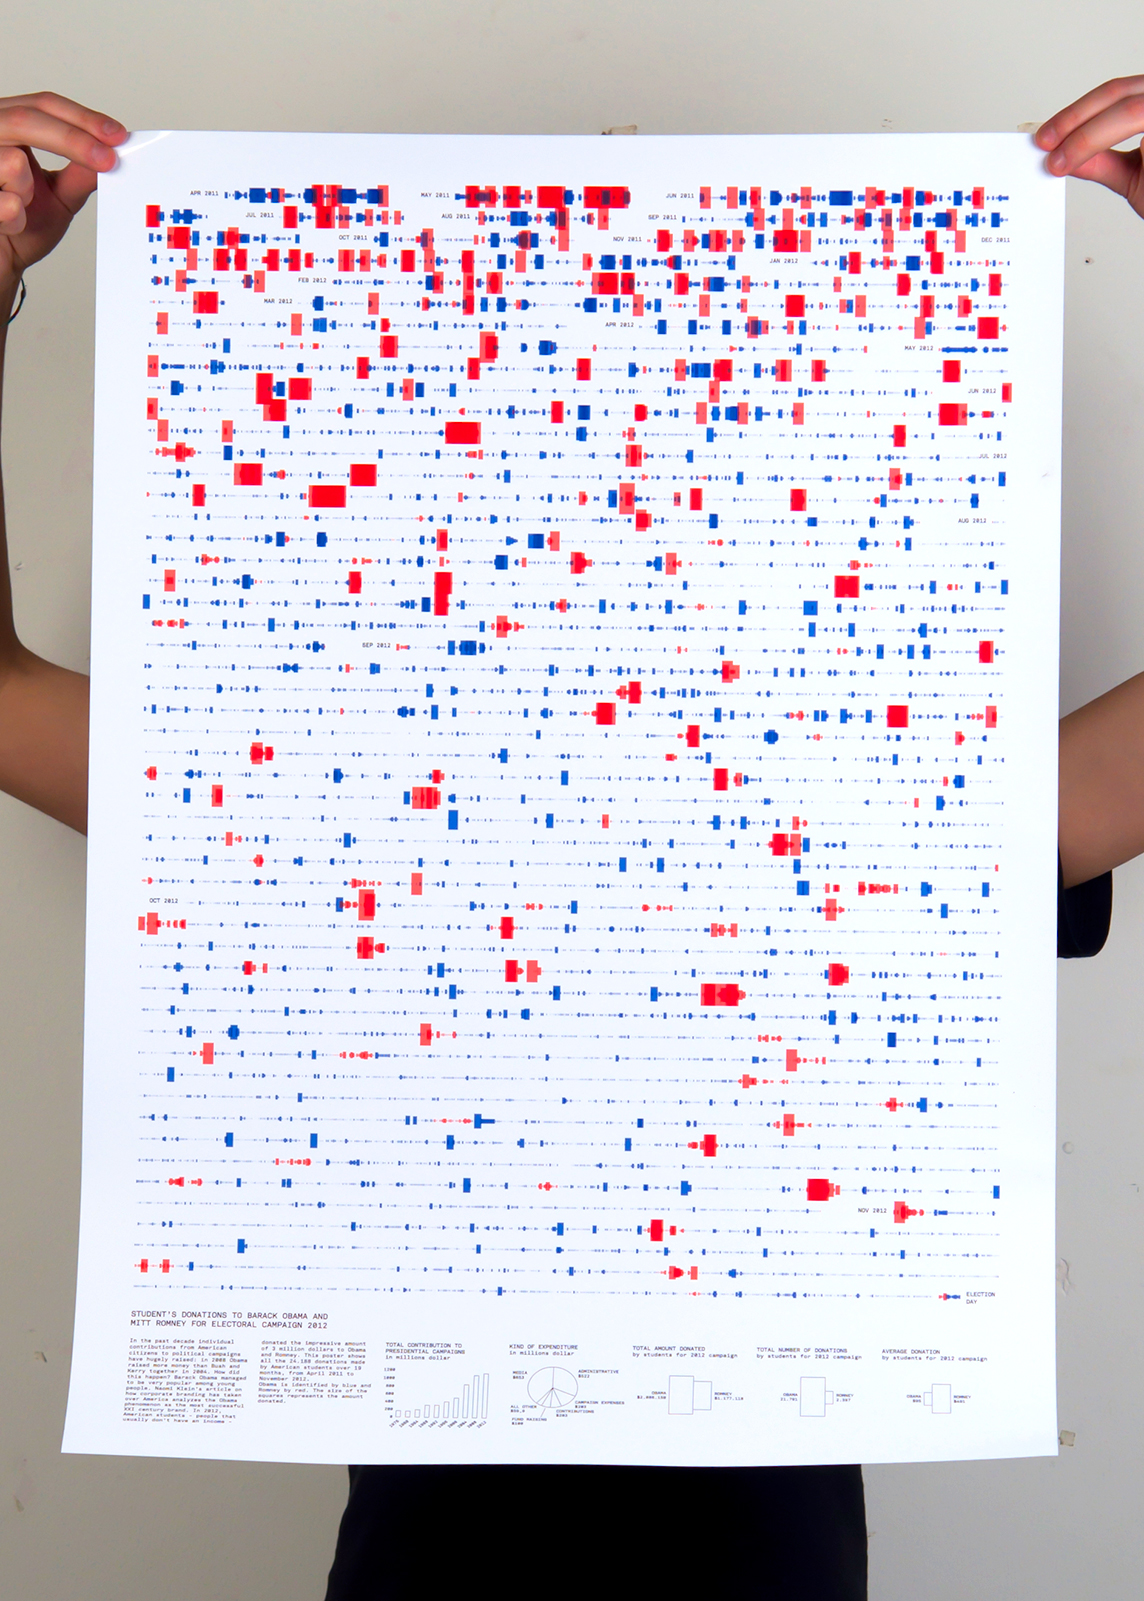 APR 2011
MAY 2011
JUN 2011
JUL 2011
AUG 2011
SEP 2011
OCT 2011
NOV 2011
DEC 2011
JAN 2012
FEB 2012
MAR 2012
APR 2012
MAY 2012
JUN 2012
JUL 2012
AUG 2012
SEP 2012
OCT 2012
NOV 2012
ELECTION
DAY
STUDENT'S DONATIONS TO BARACK OBAMA AND
MITT ROMNEY FOR ELECTORAL CAMPAIGN 2012
In the past decade individual
contributions from American
citizens to political campaigns
have hugely raised: in 2008 Obama
raised more money than Bush and
Kerry together in 2004. How did
this happen? Barack Obama managed
to be very popular among young
people. Naomi Klein's article on
how corporate branding has taken
over America analyzes the Obama
phenomenon as the most successful
XXI century brand. In 2012,
American students - people that
usually don't have an income -
donated the impressive amount
of 3 million dollars to Obama
and Romney. This poster shows
all the 24.188 donations made
by American students over 19
months, from April 2011 to
November 2012.
Obama is identified by blue and
Romney by red. The size of the
squares represents the amount
donated.
TOTAL CONTRIBUTION TO
PRESIDENTIAL CAMPAIGNS
in millions dollar
1200
1000
800
600
400
200
0
KIND OF EXPENDITURE
in millions dollar
MEDIA
ADMINISTRATIVE
$522
CAMPAIGN EXPENSES
CONTRIBUTIONS
ALL OTHER
FUND RAISING
TOTAL AMOUNT DONATED
by students for 2012 campaign
OBAMA
ROMNEY
TOTAL NUMBER OF DONATIONS
by students for 2012 campaign
OBAMA
ROMNEY
AVERAGE DONATION
by students for 2012 campaign
OBAMA
ROMNEY